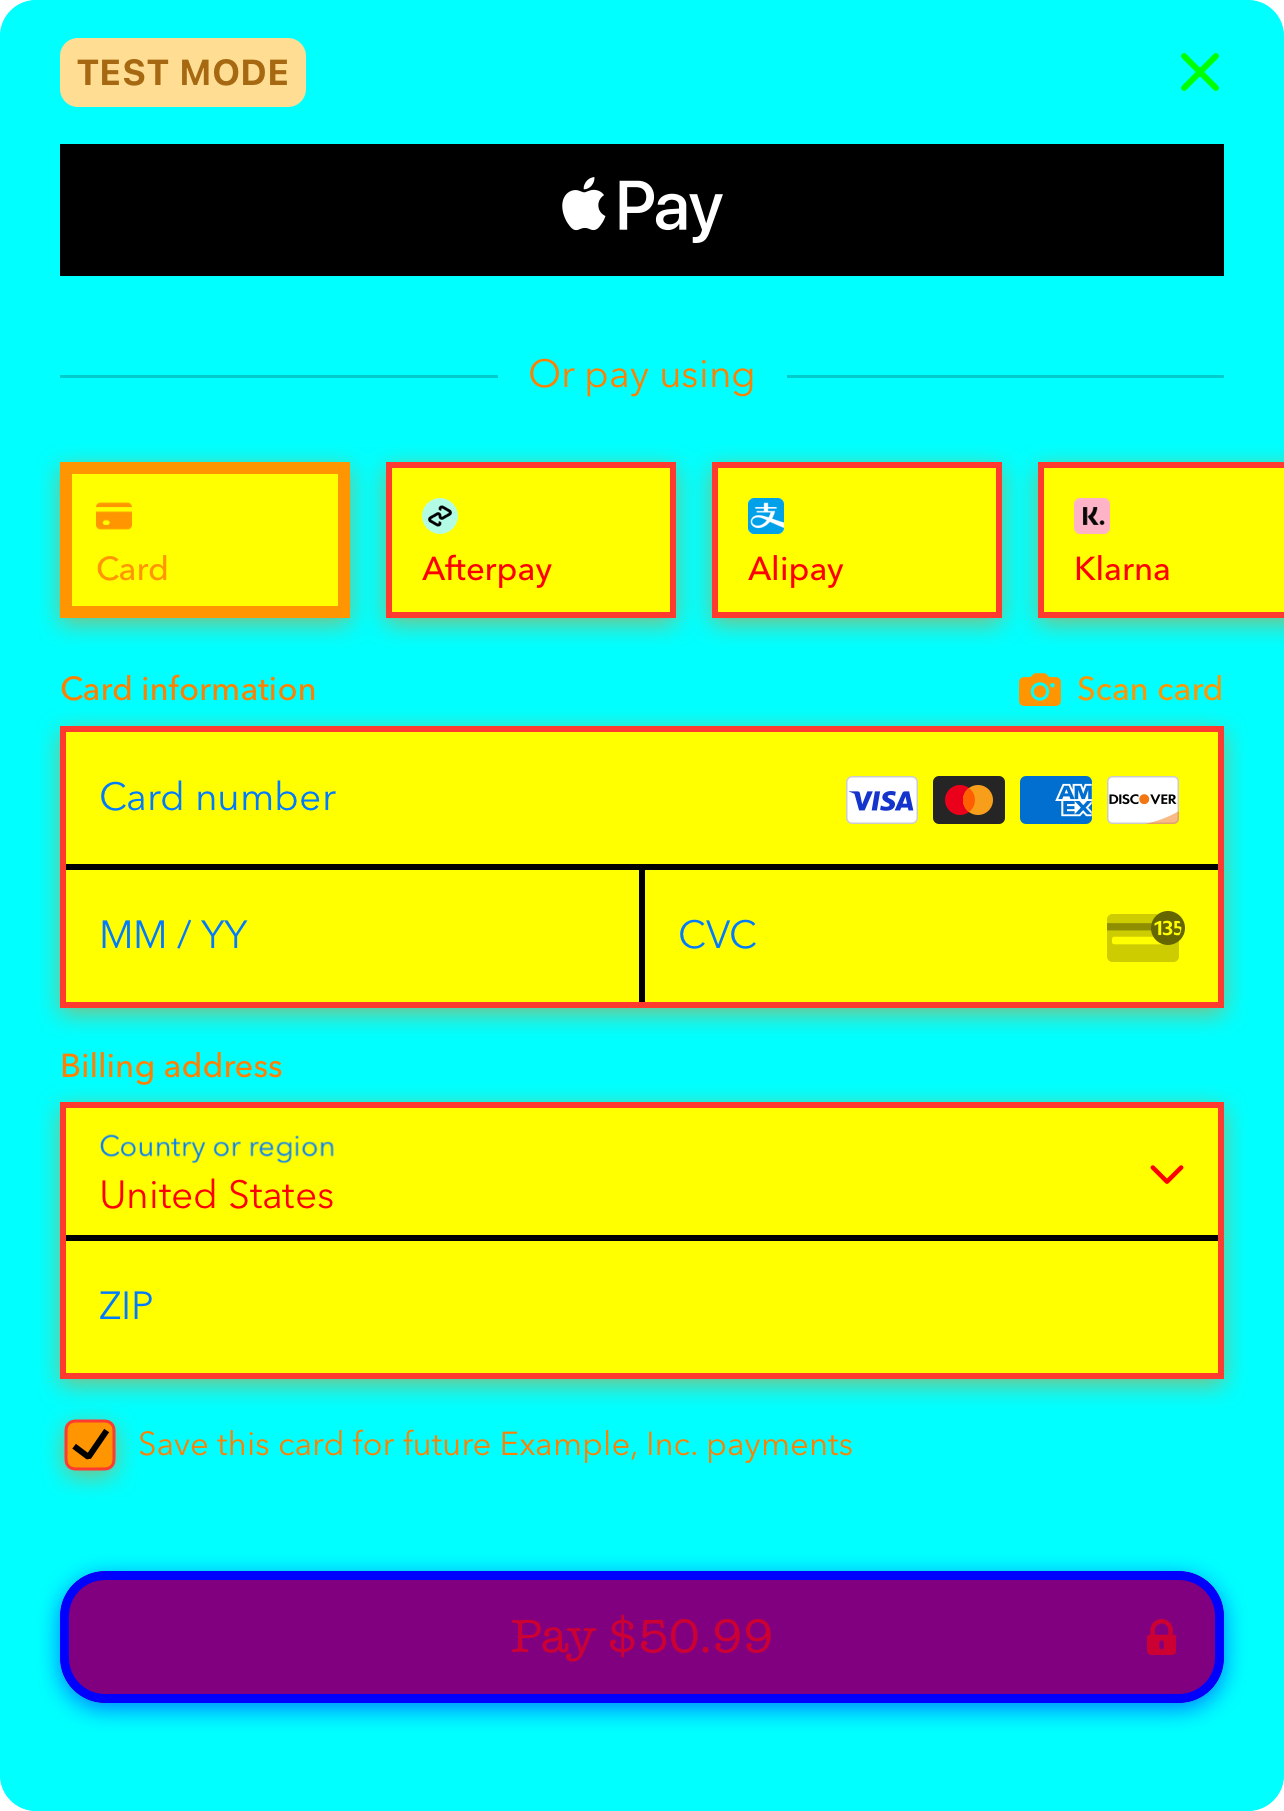 TEST MODE
Pay
Or pay using
Card
Afterpay
Alipay
Klarna
Card information
Scan card
Card number
VISA
AM
EX
DISCOVER
MM / YY
CVC
135
Billing address
Country or region
United States
ZIP
Save this card for future Example, Inc. payments
Pay $50.99
支
K.